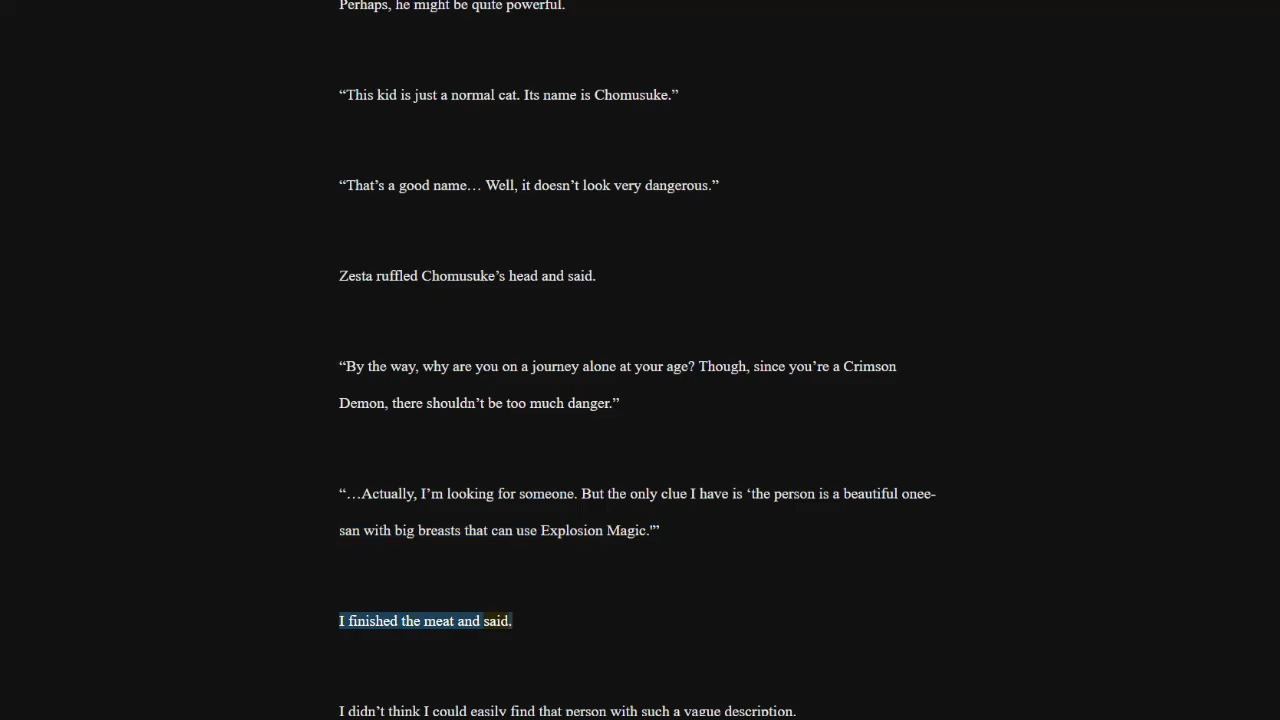 Perhaps, he might be quite powerful.
“This kid is just a normal cat. Its name is Chomusuke.”
“That’s a good name… Well, it doesn’t look very dangerous.”
Zesta ruffled Chomusuke’s head and said.
“By the way, why are you on a journey alone at your age? Though, since you’re a Crimson
Demon, there shouldn’t be too much danger.”
“…Actually, I’m looking for someone. But the only clue I have is ‘the person is a beautiful onee-
san with big breasts that can use Explosion Magic.'”
I finished the meat and said.
I didn’t think I could easily find that person with such a vague description.